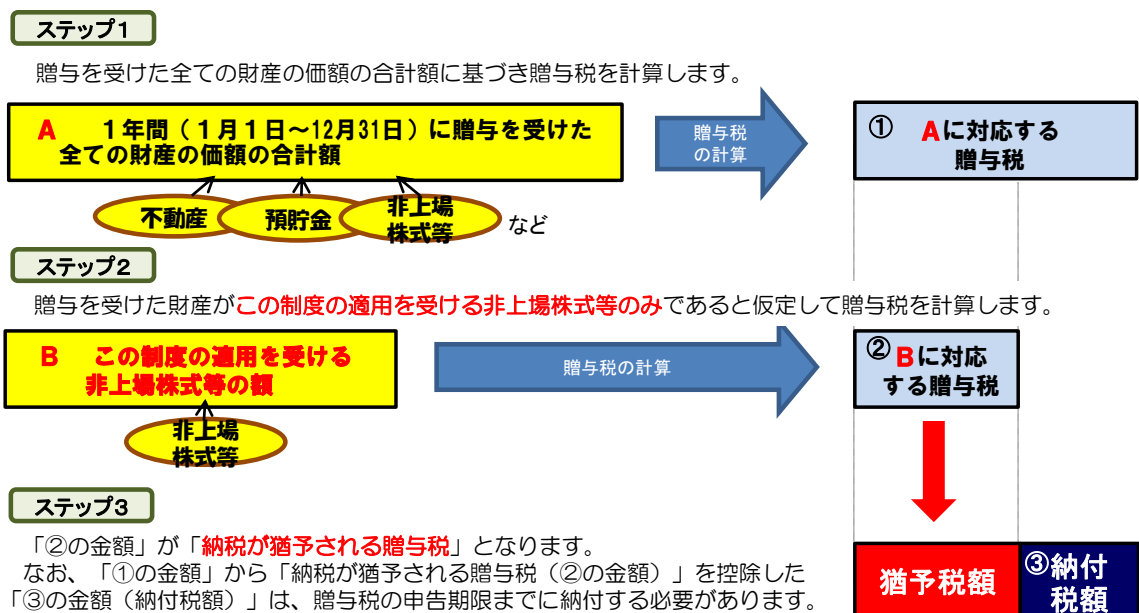 ステップ1
贈与を受けた全ての財産の価額の合計額に基づき贈与税を計算します。
A １年間（１月１日～12月31日）に贈与を受けた
全ての財産の価額の合計額
贈与税
の計算
① Aに対応する
贈与税
不動産
預貯金
非上場
株式等
など
ステップ2
贈与を受けた財産がこの制度の適用を受ける非上場株式等のみであると仮定して贈与税を計算します。
B この制度の適用を受ける
非上場株式等の額
贈与税の計算
② Bに対応
する贈与税
非上場
株式等
ステップ3
「②の金額」が「納税が猶予される贈与税」となります。
なお、「①の金額」から「納税が猶予される贈与税（②の金額）」を控除した
「③の金額（納付税額）」は、贈与税の申告期限までに納付する必要があります。
猶予税額
③納付
税額